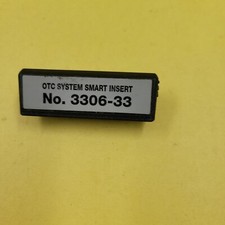 OTC SYSTEM SMART INSERT
No. 3306-33